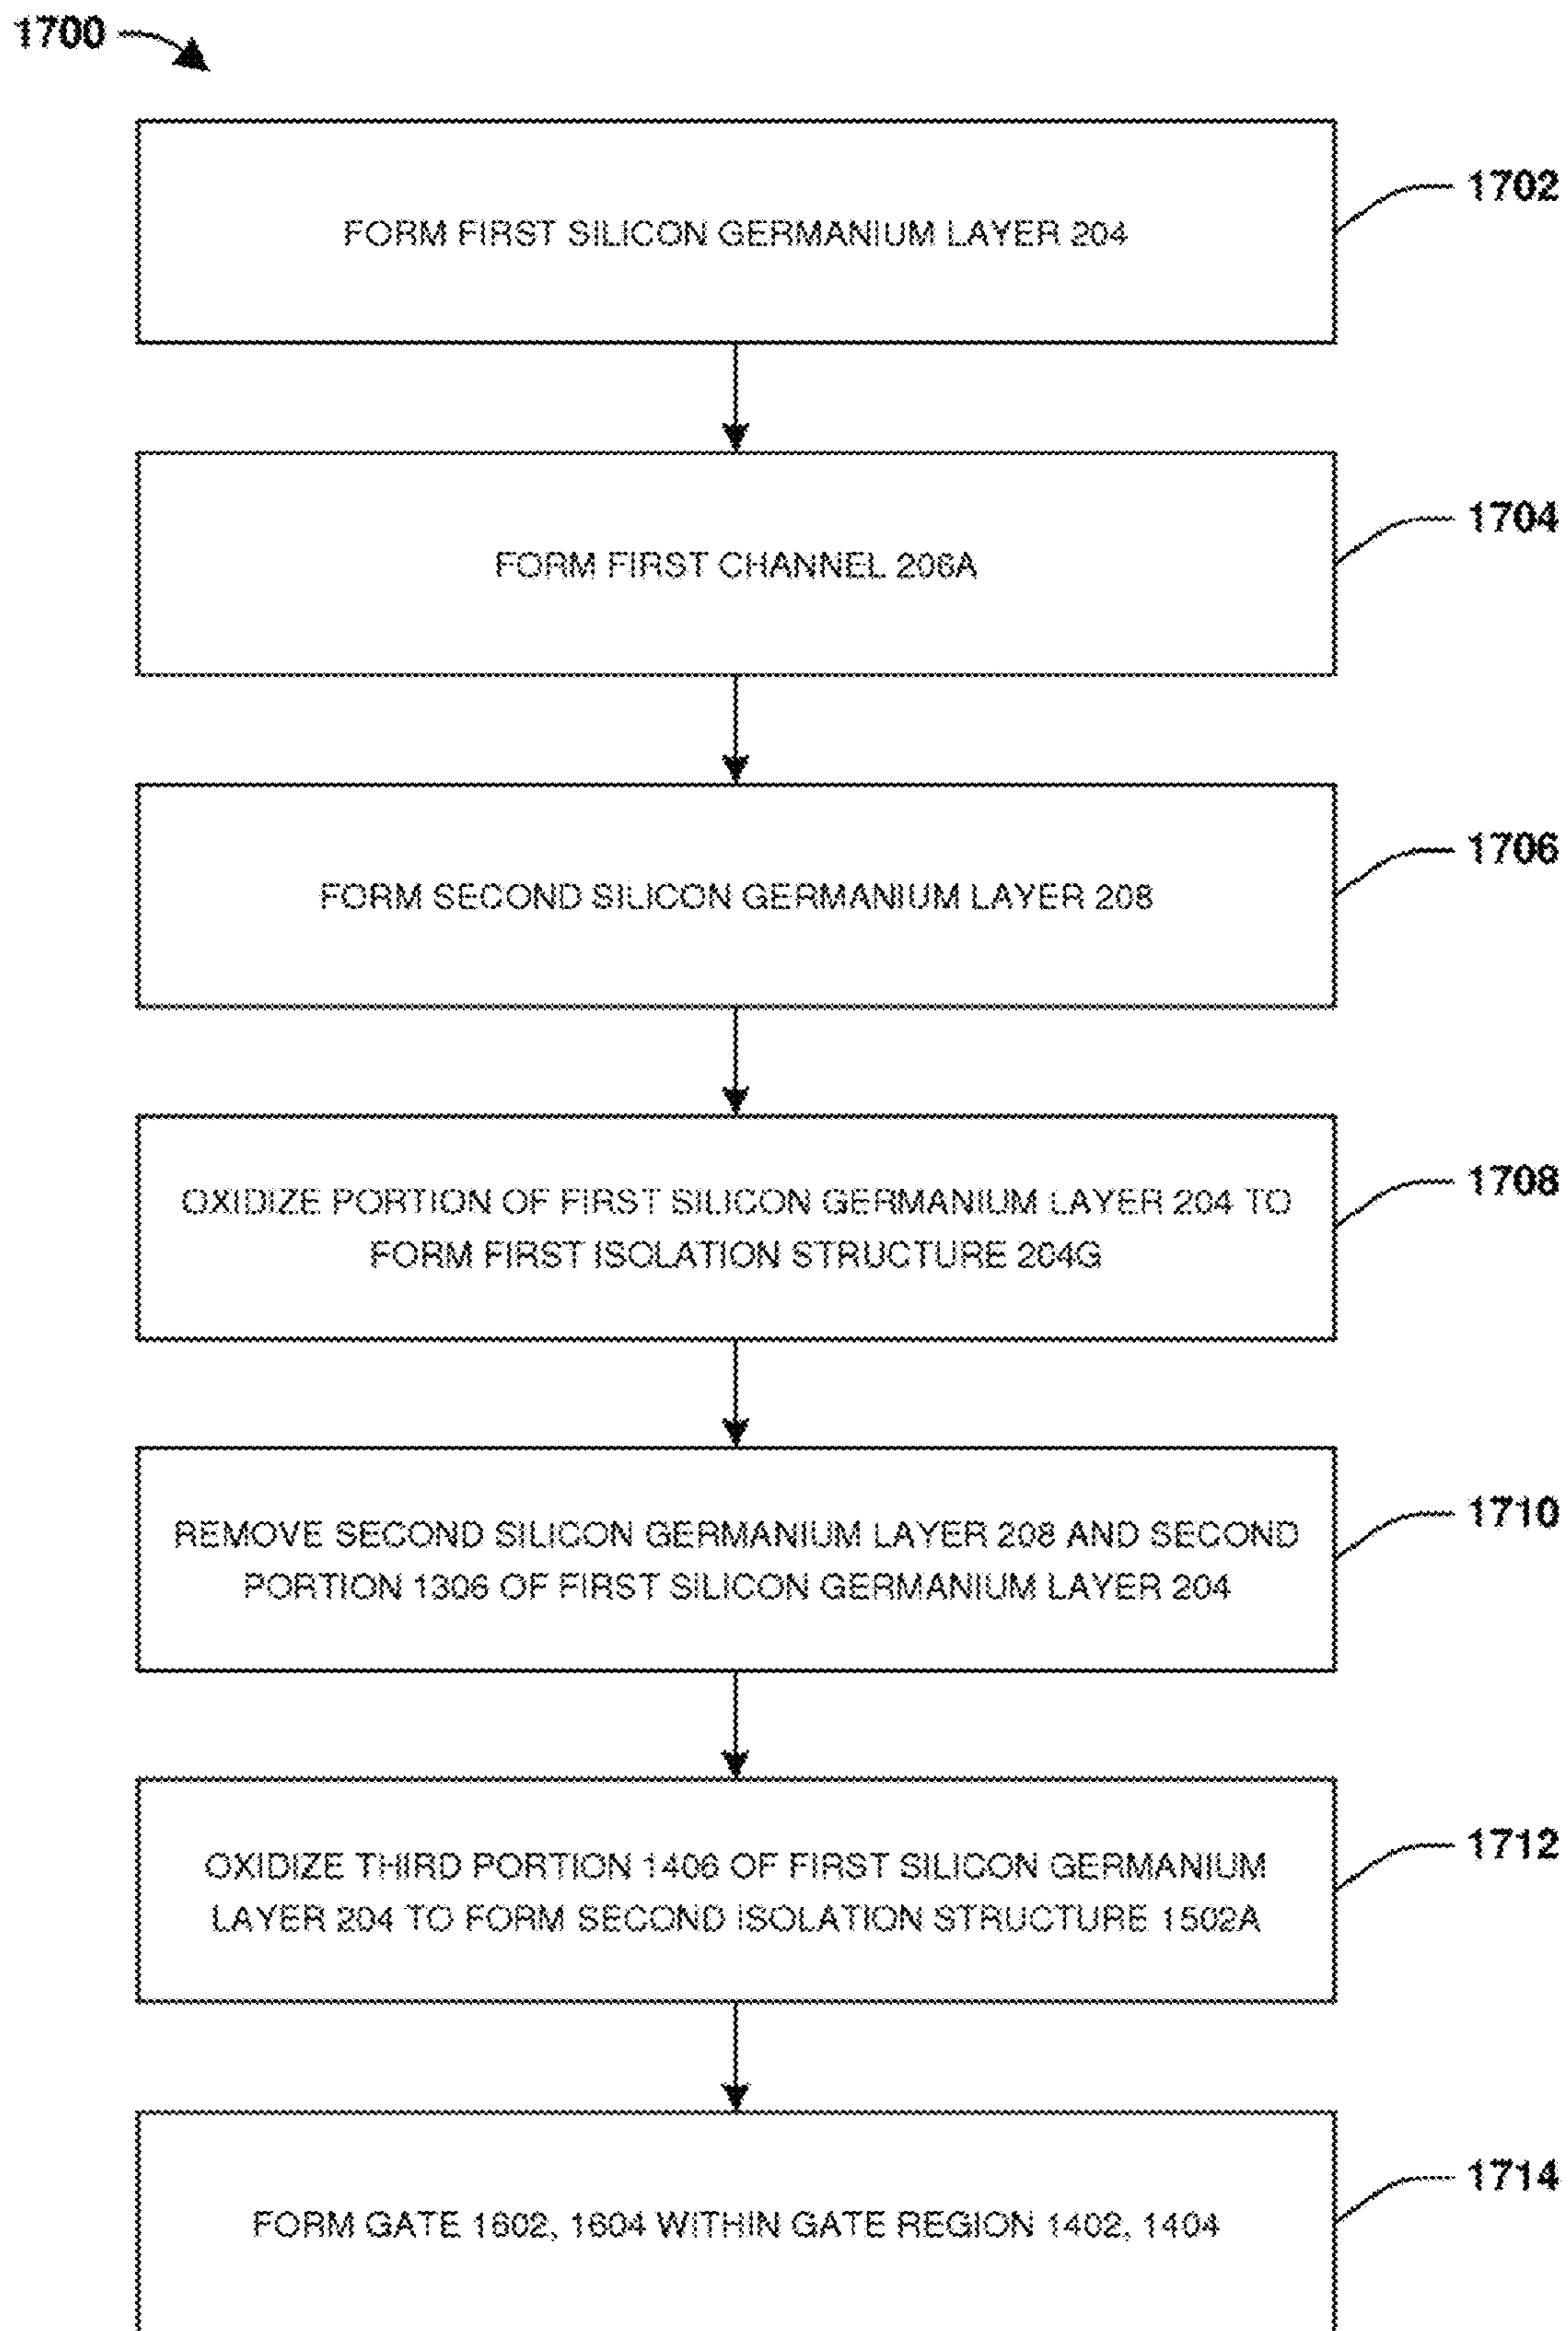 1700
1702
FORM FIRST SILICON GERMANIUM LAYER 204
1704
FORM FIRST CHANNEL 206A
1706
FORM SECOND SILICON GERMANIUM LAYER 208
1708
OXIDIZE PORTION OF FIRST SILICON GERMANIUM LAYER 204 TO
FORM FIRST ISOLATION STRUCTURE 204G
1710
REMOVE SECOND SILICON GERMANIUM LAYER 208 AND SECOND
PORTION 1306 OF FIRST SILICON GERMANIUM LAYER 204
1712
OXIDIZE THIRD PORTION 1406 OF FIRST SILICON GERMANIUM
LAYER 204 TO FORM SECOND ISOLATION STRUCTURE 1502A
1714
FORM GATE 1602, 1604 WITHIN GATE REGION 1402, 1404